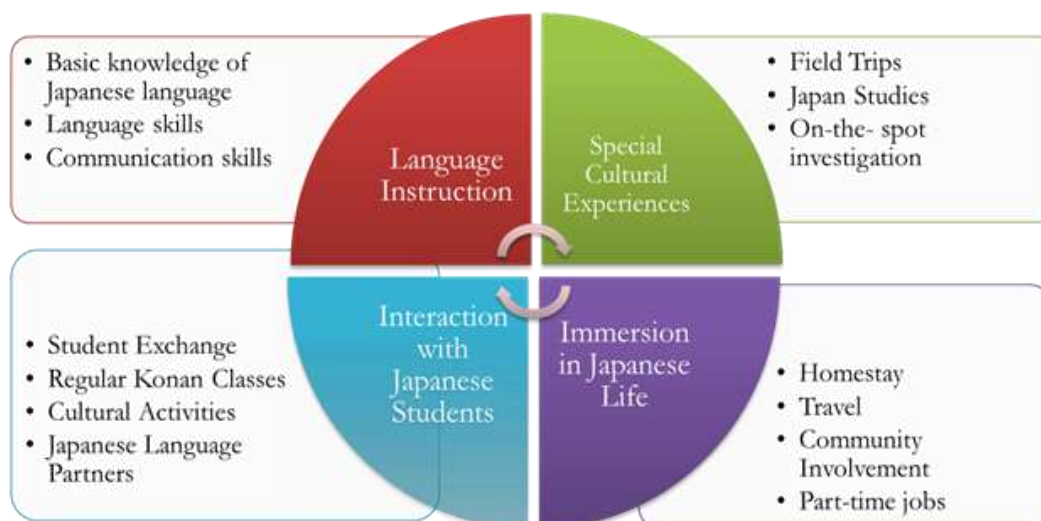 • Basic knowledge of
Japanese language
• Language skills
• Communication skills
Language
Instruction
Special
Cultural
Experiences
• Field Trips
• Japan Studies
• On-the- spot
investigation
• Student Exchange
• Regular Konan Classes
• Cultural Activities
• Japanese Language
Partners
Interaction
with
Japanese
Students
Immersion
in Japanese
Life
• Homestay
• Travel
• Community
Involvement
• Part-time jobs